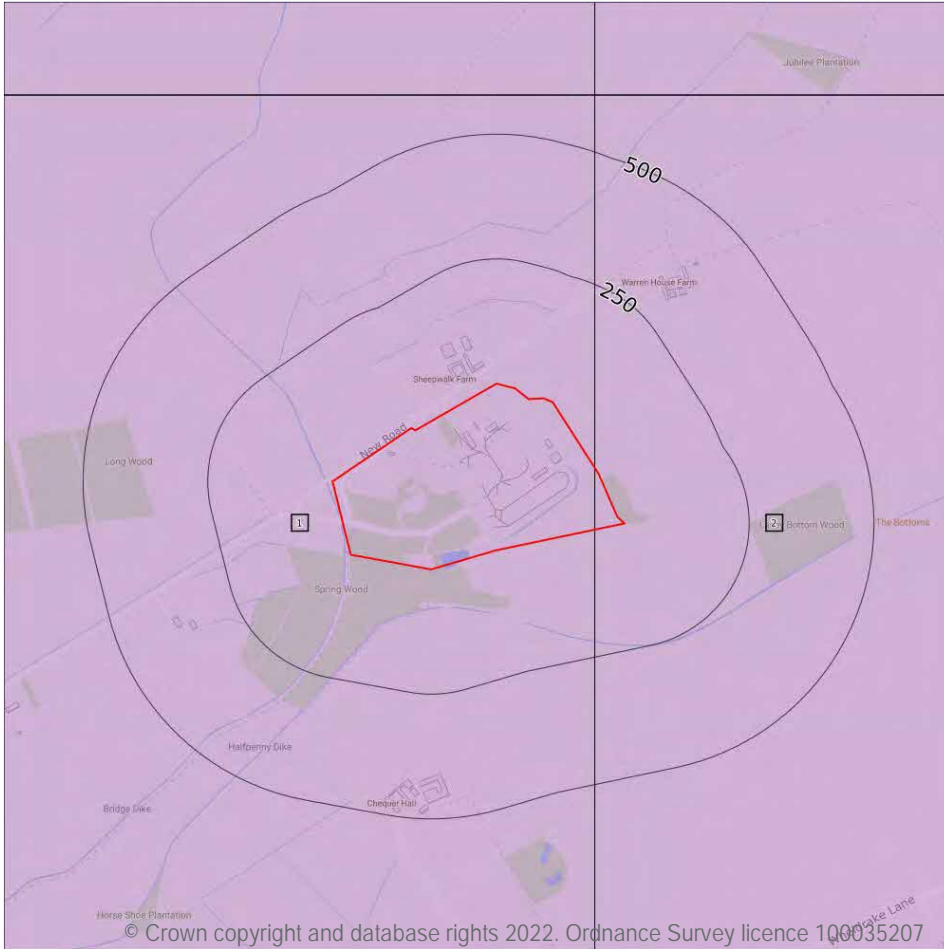 Jubilee Plantation
500
Warren House Farm
250
Sheepwalk Farm
New Road
Long Wood
1
2
Bottom Wood
The Bottoms
Spring Wood
Halfpenny Dike
Chequer Hall
Bridge Dike
Horse Shoe Plantation
Lane
© Crown copyright and database rights 2022. Ordnance Survey licence 100035207